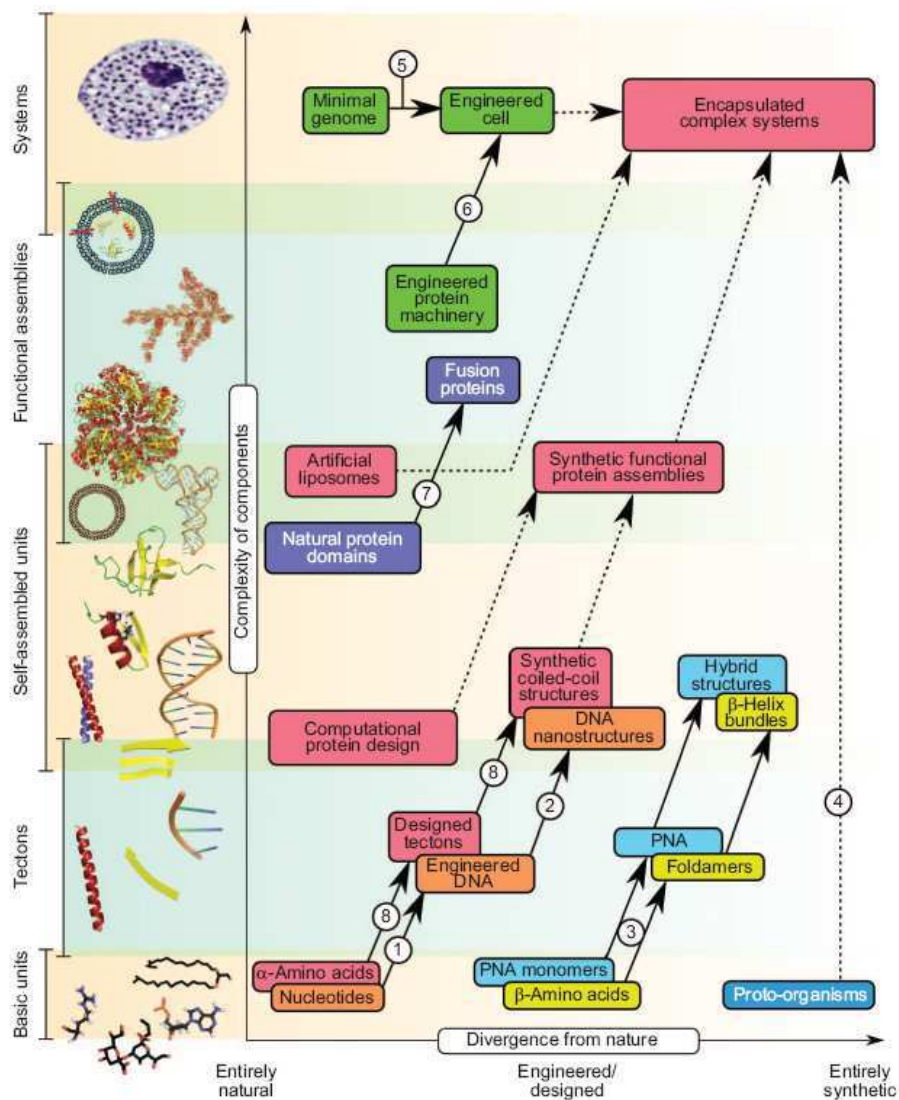 Systems
Functional assemblies
Self-assembled units
Tectons
Basic units
Complexity of components
5
Minimal
genome
Engineered
cell
Encapsulated
complex systems
6
Engineered
protein
machinery
Fusion
proteins
Artificial
liposomes
Synthetic functional
protein assemblies
7
Natural protein
domains
Synthetic
coiled-coil
structures
Hybrid
structures
β-Helix
bundles
DNA
nanostructures
Computational
protein design
8
2
4
Designed
tectons
PNA
Engineered
DNA
Foldamers
8
1
3
α-Amino acids
Nucleotides
PNA monomers
β-Amino acids
Proto-organisms
Divergence from nature
Entirely
natural
Engineered/
designed
Entirely
synthetic